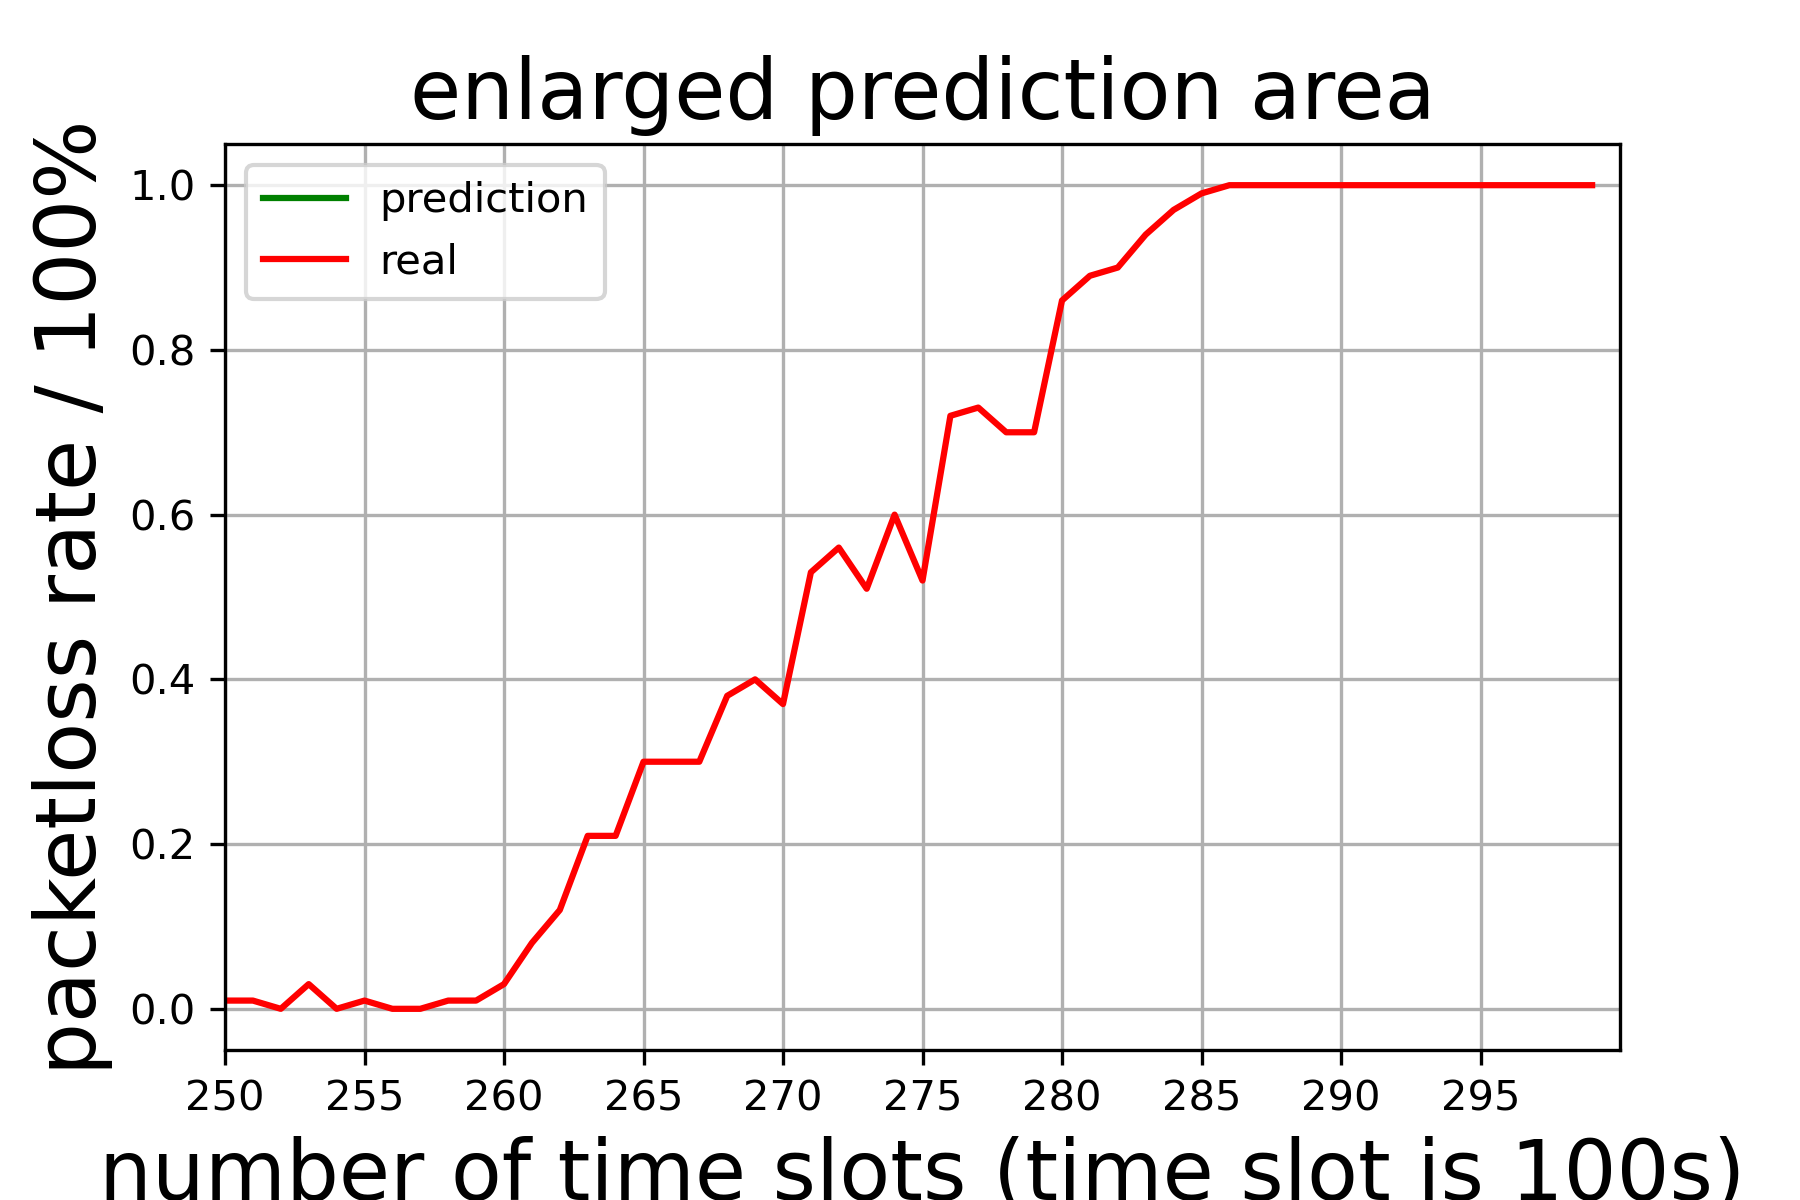 enlarged prediction area
packetloss rate / 100%
1.0
0.8
0.6
0.4
0.2
0.0
prediction
real
250 255 260 265 270 275 280 285 290 295
number of time slots (time slot is 100s)